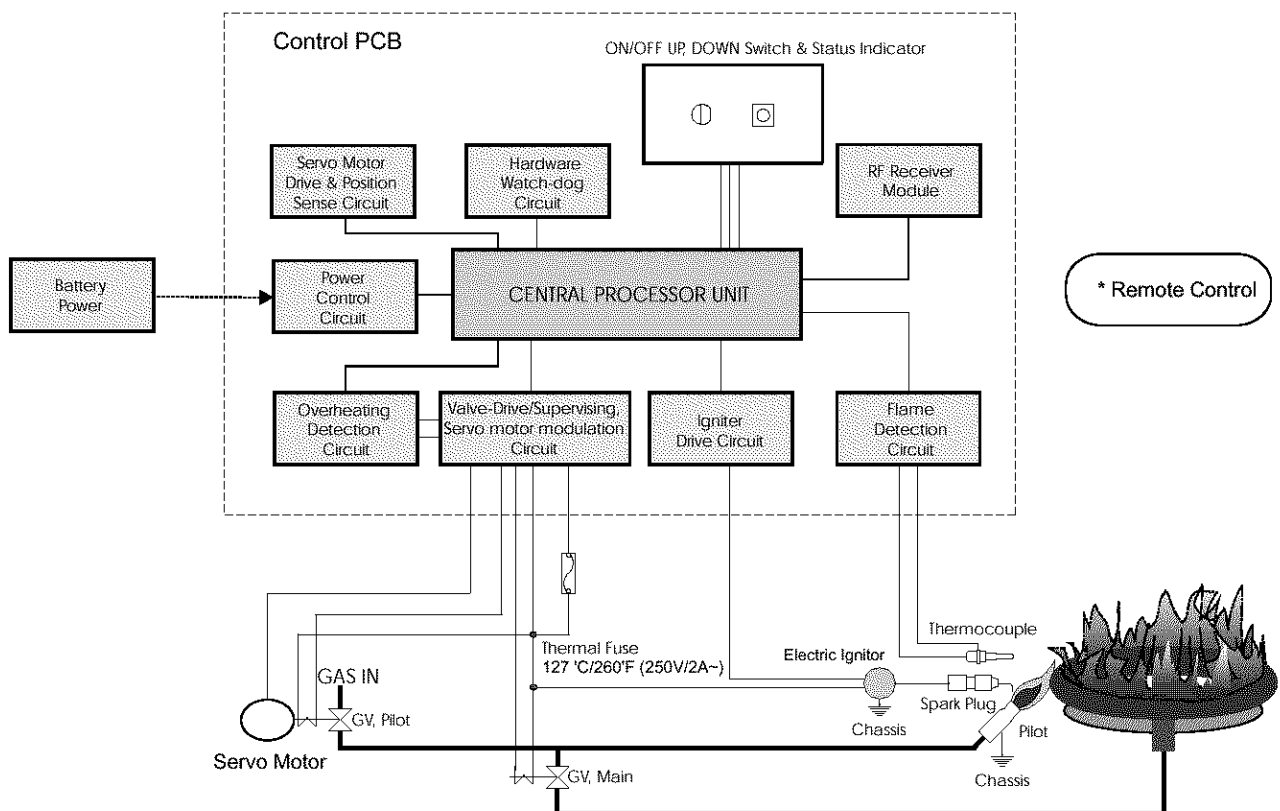 Control PCB
ON/OFF UP, DOWN Switch & Status Indicator
Servo Motor
Drive & Position
Sense Circuit
Hardware
Watch-dog
Circuit
RF Receiver
Module
Battery
Power
Power
Control
Circuit
CENTRAL PROCESSOR UNIT
* Remote Control
Overheating
Detection
Circuit
Valve-Drive/Supervising,
Servo motor modulation
Circuit
Igniter
Drive Circuit
Flame
Detection
Circuit
Thermal Fuse
127 'C/260'F (250V/2A~)
Thermocouple
Electric Ignitor
GAS IN
GV, Pilot
Servo Motor
Chassis
Spark Plug
Pilot
Chassis
GV, Main